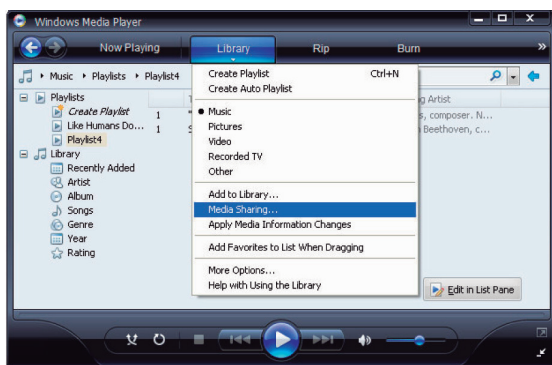 Windows Media Player
Now Playing
Library
Rip
Burn
»
Music ▸ Playlists ▸ Playlist4
Playlists
Create Playlist
Like Humans Do...
Playlist4
Library
Recently Added
Artist
Album
Songs
Genre
Year
Rating
1
1
Create Playlist Ctrl+N
Create Auto Playlist
Music
Pictures
Video
Recorded TV
Other
Add to Library...
Media Sharing...
Apply Media Information Changes
Add Favorites to List When Dragging
More Options...
Help with Using the Library
g Artist
s, composer. N...
Beethoven, c...
Edit in List Pane